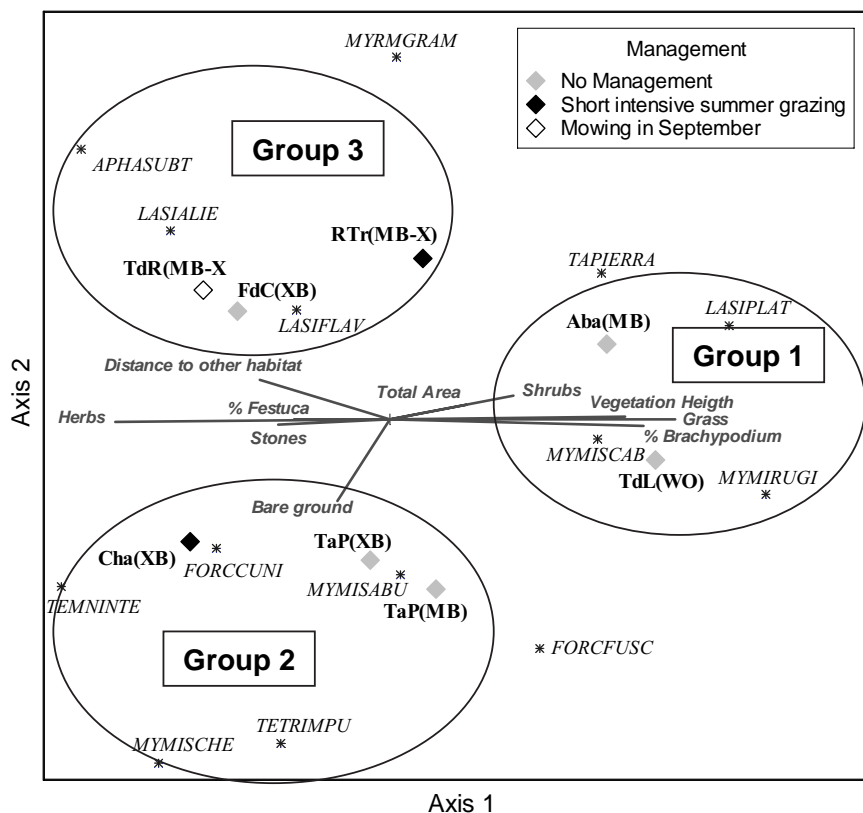 MYRMGRAM
Management
No Management
Short intensive summer grazing
Mowing in September
Group 3
APHASUBT
LASIALIE
RTr(MB-X)
TdR(MB-X
FdC(XB)
LASIFLAV
TAPIERRA
LASIPLAT
Aba(MB)
Group 1
Distance to other habitat
Total Area
Shrubs
Herbs
% Festuca
Vegetation Heigth
Grass
Stones
% Brachypodium
MYMISCAB
TdL(WO)
MYMIRUGI
Bare ground
Cha(XB)
FORCCUNI
TaP(XB)
MYMISABU
TaP(MB)
TEMNINTE
Group 2
FORCFUSC
TETRIMPU
MYMISCHE
Axis 2
Axis 1